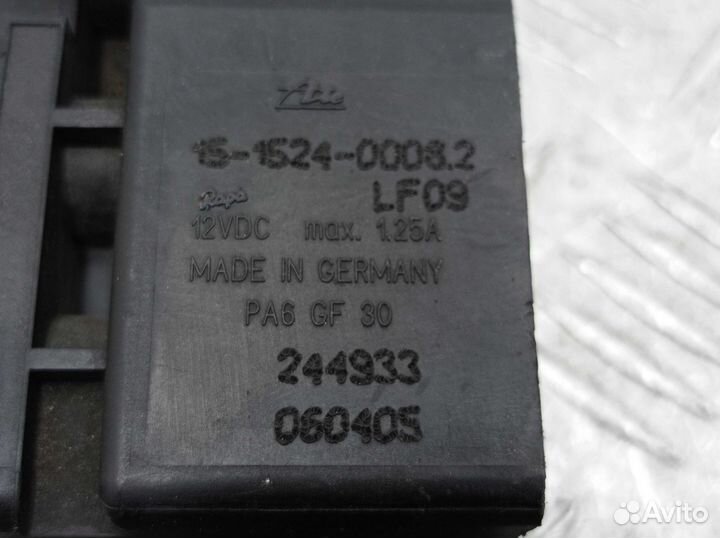 Ate
15-1524-0008.2
LF09
Rapa
12VDC max. 1.25A
MADE IN GERMANY
PA6 GF 30
244933
060405
Avito